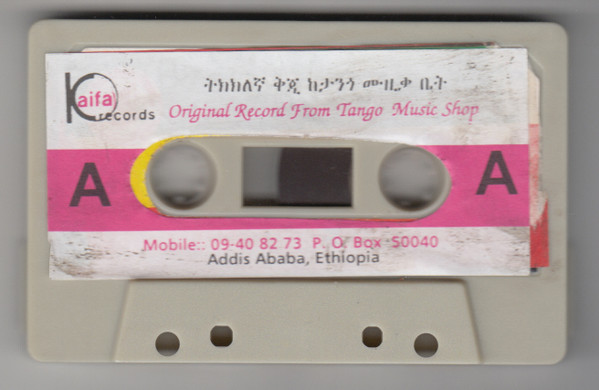 Kaifa
records
ትክክለኛ ቅጂ ከታንጎ ሙዚቃ ቤት
Original Record From Tango Music Shop
A
A
Mobile:: 09-40 82 73 P. O. Box 50040
Addis Ababa, Ethiopia